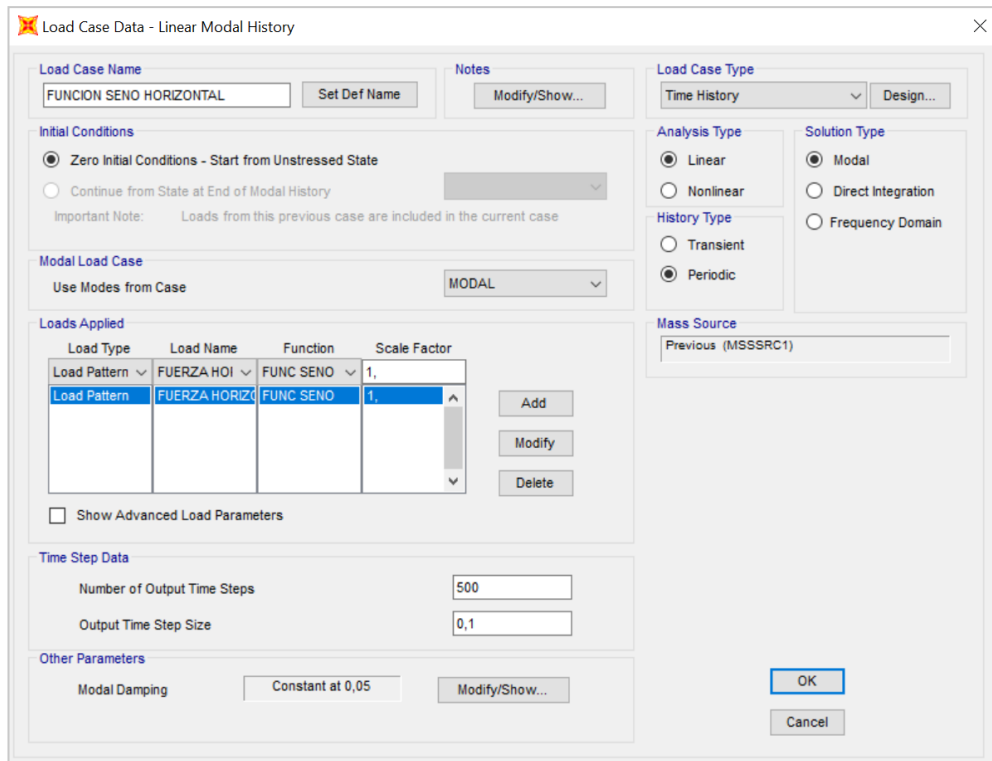 Load Case Data - Linear Modal History
Load Case Name
FUNCION SENO HORIZONTAL
Set Def Name
Notes
Modify/Show...
Load Case Type
Time History
Design...
Initial Conditions
Zero Initial Conditions - Start from Unstressed State
Continue from State at End of Modal History
Important Note: Loads from this previous case are included in the current case
Analysis Type
Linear
Nonlinear
Solution Type
Modal
Direct Integration
Frequency Domain
History Type
Transient
Periodic
Modal Load Case
Use Modes from Case
MODAL
Loads Applied
Load Type Load Name Function Scale Factor
Load Pattern FUERZA HOI FUNC SENO 1,
Load Pattern FUERZA HORIZO FUNC SENO 1,
Add
Modify
Delete
Show Advanced Load Parameters
Mass Source
Previous (MSSSRC1)
Time Step Data
Number of Output Time Steps 500
Output Time Step Size 0,1
Other Parameters
Modal Damping Constant at 0,05 Modify/Show...
OK
Cancel